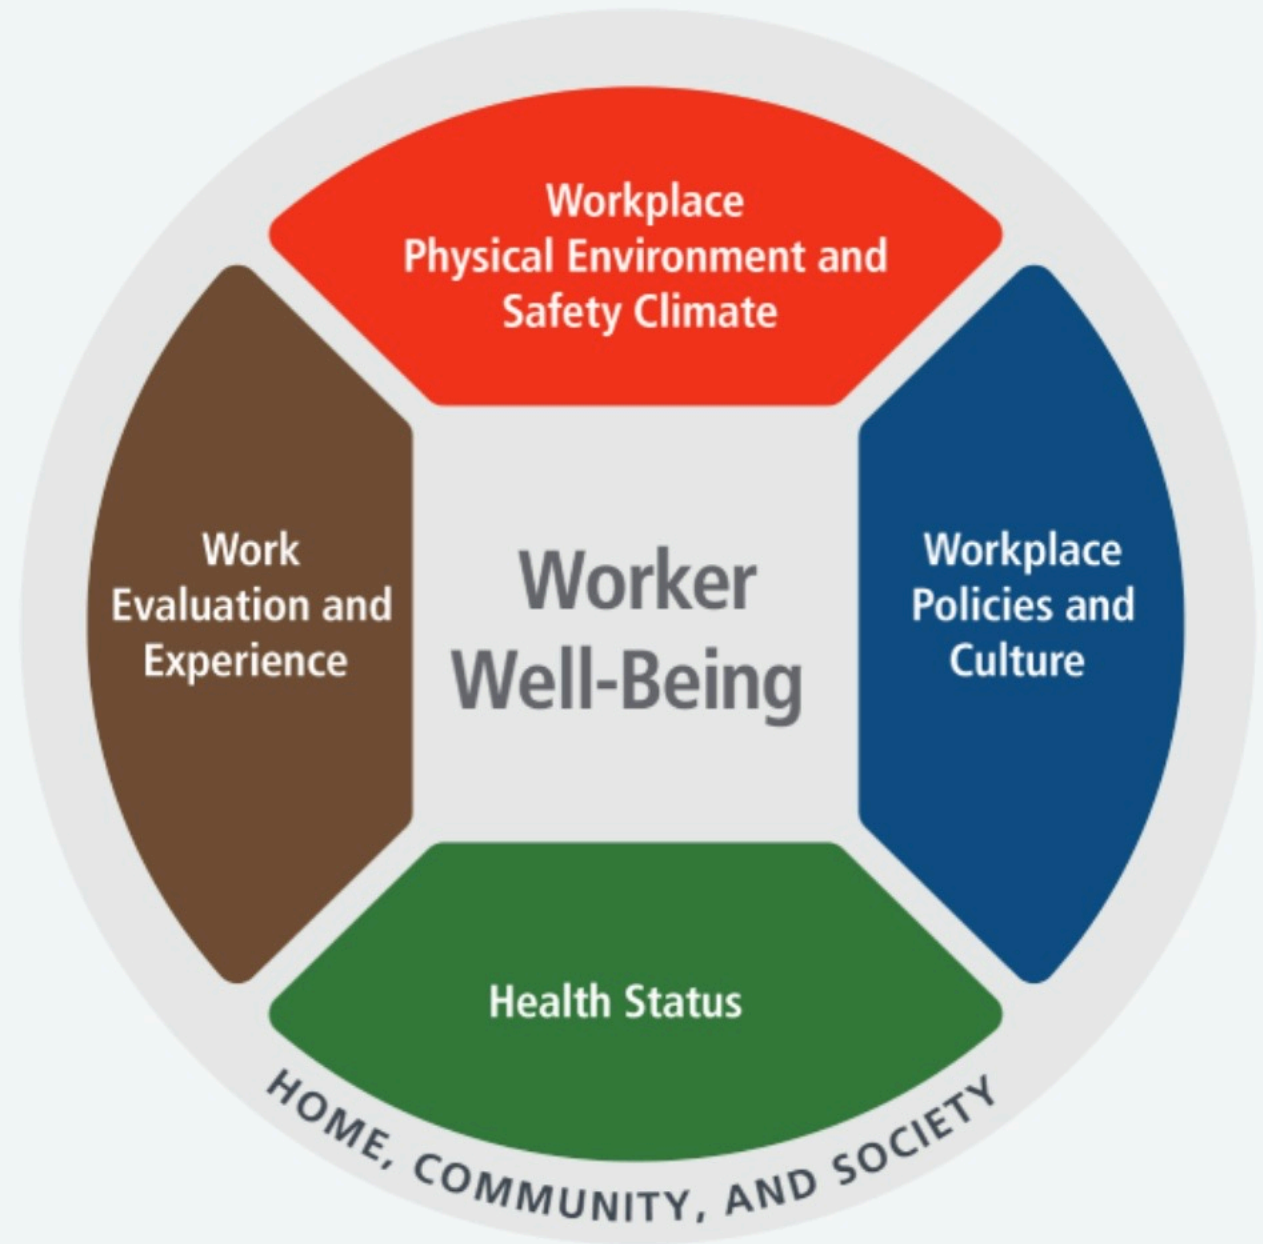 Workplace
Physical Environment and
Safety Climate
Work
Evaluation and
Experience
Worker
Well-Being
Workplace
Policies and
Culture
Health Status
HOME, COMMUNITY, AND SOCIETY